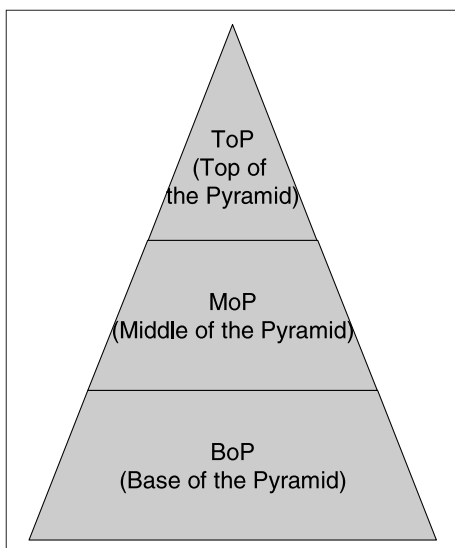 ToP
(Top of
the Pyramid)
MoP
(Middle of the Pyramid)
BoP
(Base of the Pyramid)